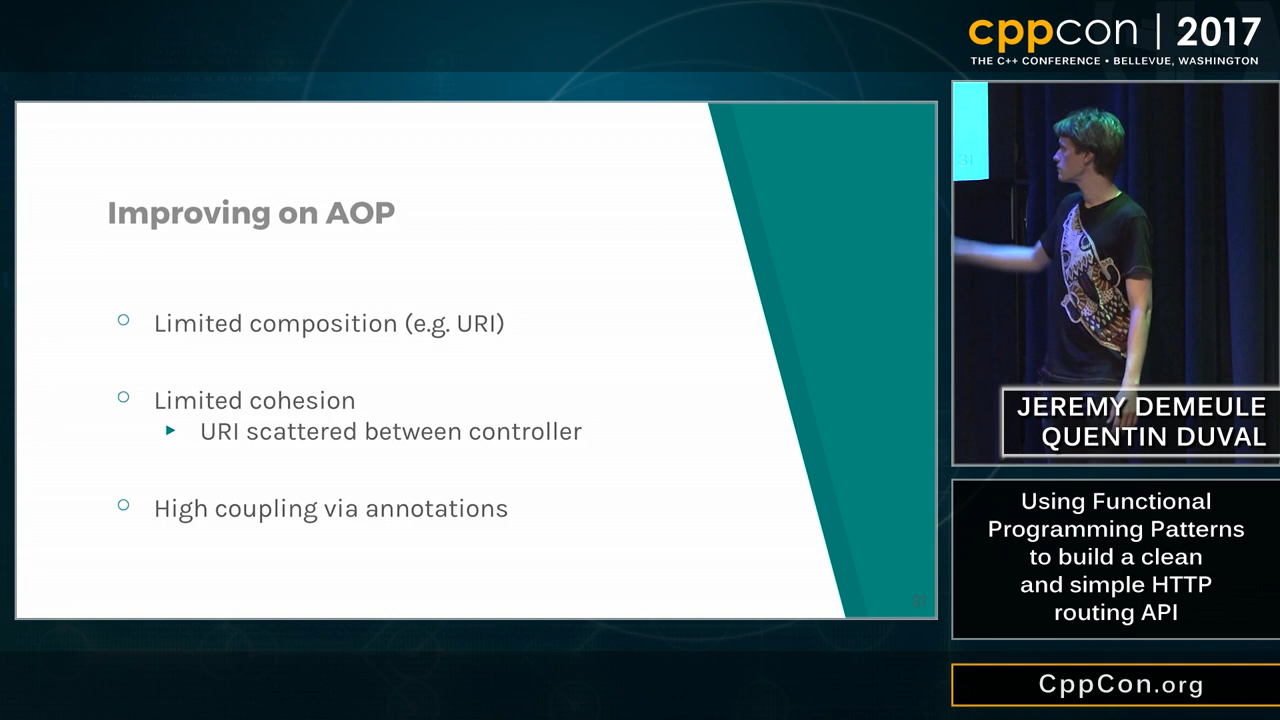 cppcon | 2017
THE C++ CONFERENCE • BELLEVUE, WASHINGTON
Improving on AOP
Limited composition (e.g. URI)
Limited cohesion
URI scattered between controller
High coupling via annotations
31
31
JEREMY DEMEULE
QUENTIN DUVAL
Using Functional
Programming Patterns
to build a clean
and simple HTTP
routing API
CppCon.org